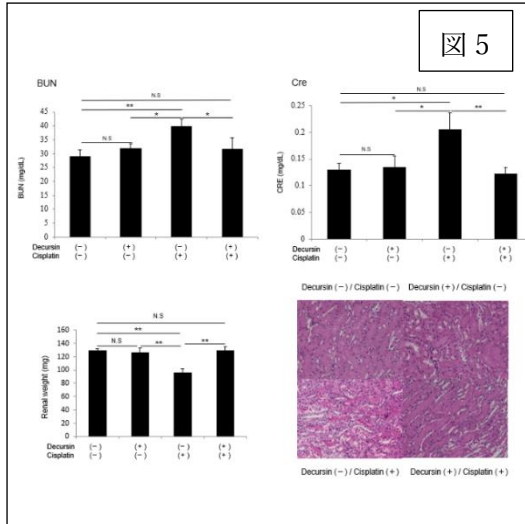 図 5
BUN
N.S
**
*
*
N.S
45
40
35
30
25
20
15
10
5
0
BUN (mg/dL)
Decursin (−) (+) (−) (+)
Cisplatin (−) (−) (+) (+)
Cre
N.S
*
*
**
N.S
0.25
0.2
0.15
0.1
0.05
0
CRE (mg/dL)
Decursin (−) (+) (−) (+)
Cisplatin (−) (−) (+) (+)
N.S
**
N.S
**
**
160
140
120
100
80
60
40
20
0
Renal weight (mg)
Decursin (−) (+) (−) (+)
Cisplatin (−) (−) (+) (+)
Decursin (−) / Cisplatin (−) Decursin (+) / Cisplatin (−)
Decursin (−) / Cisplatin (+) Decursin (+) / Cisplatin (+)